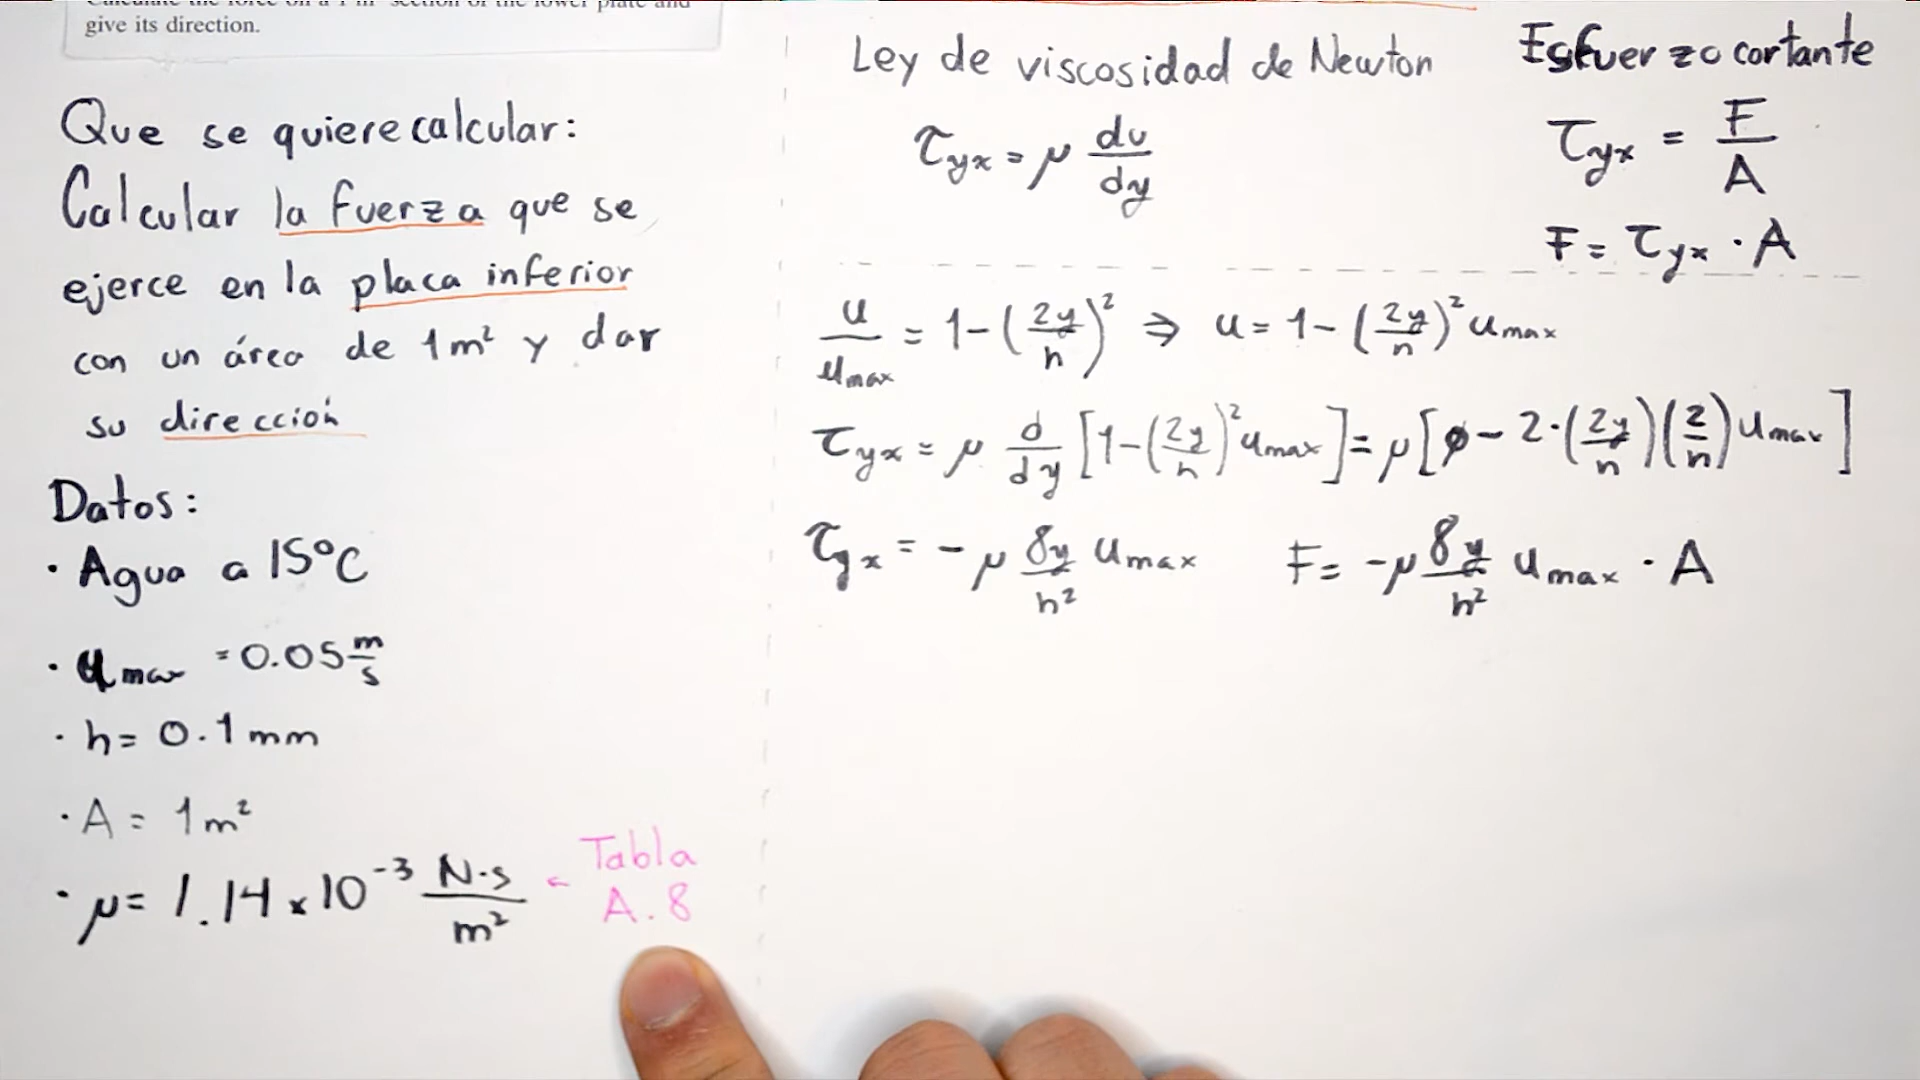 give its direction.
Que se quiere calcular:
Calcular la fuerza que se
ejerce en la placa inferior
con un área de 1m² y dar
su dirección
Datos:
· Agua a 15°C
· umax = 0.05 m/s
· h = 0.1 mm
· A = 1m²
· μ = 1.14 × 10⁻³ N·s/m² ← Tabla A.8
Ley de viscosidad de Newton
τyx = μ du/dy
Esfuerzo cortante
τyx = F/A
F = τyx · A
u/umax = 1 - (2y/h)² ⇒ u = 1 - (2y/h)² umax
τyx = μ d/dy [1 - (2y/h)² umax] = μ [ø - 2·(2y/h)(2/h) umax]
τyx = -μ 8y/h² umax
F = -μ 8y/h² umax · A